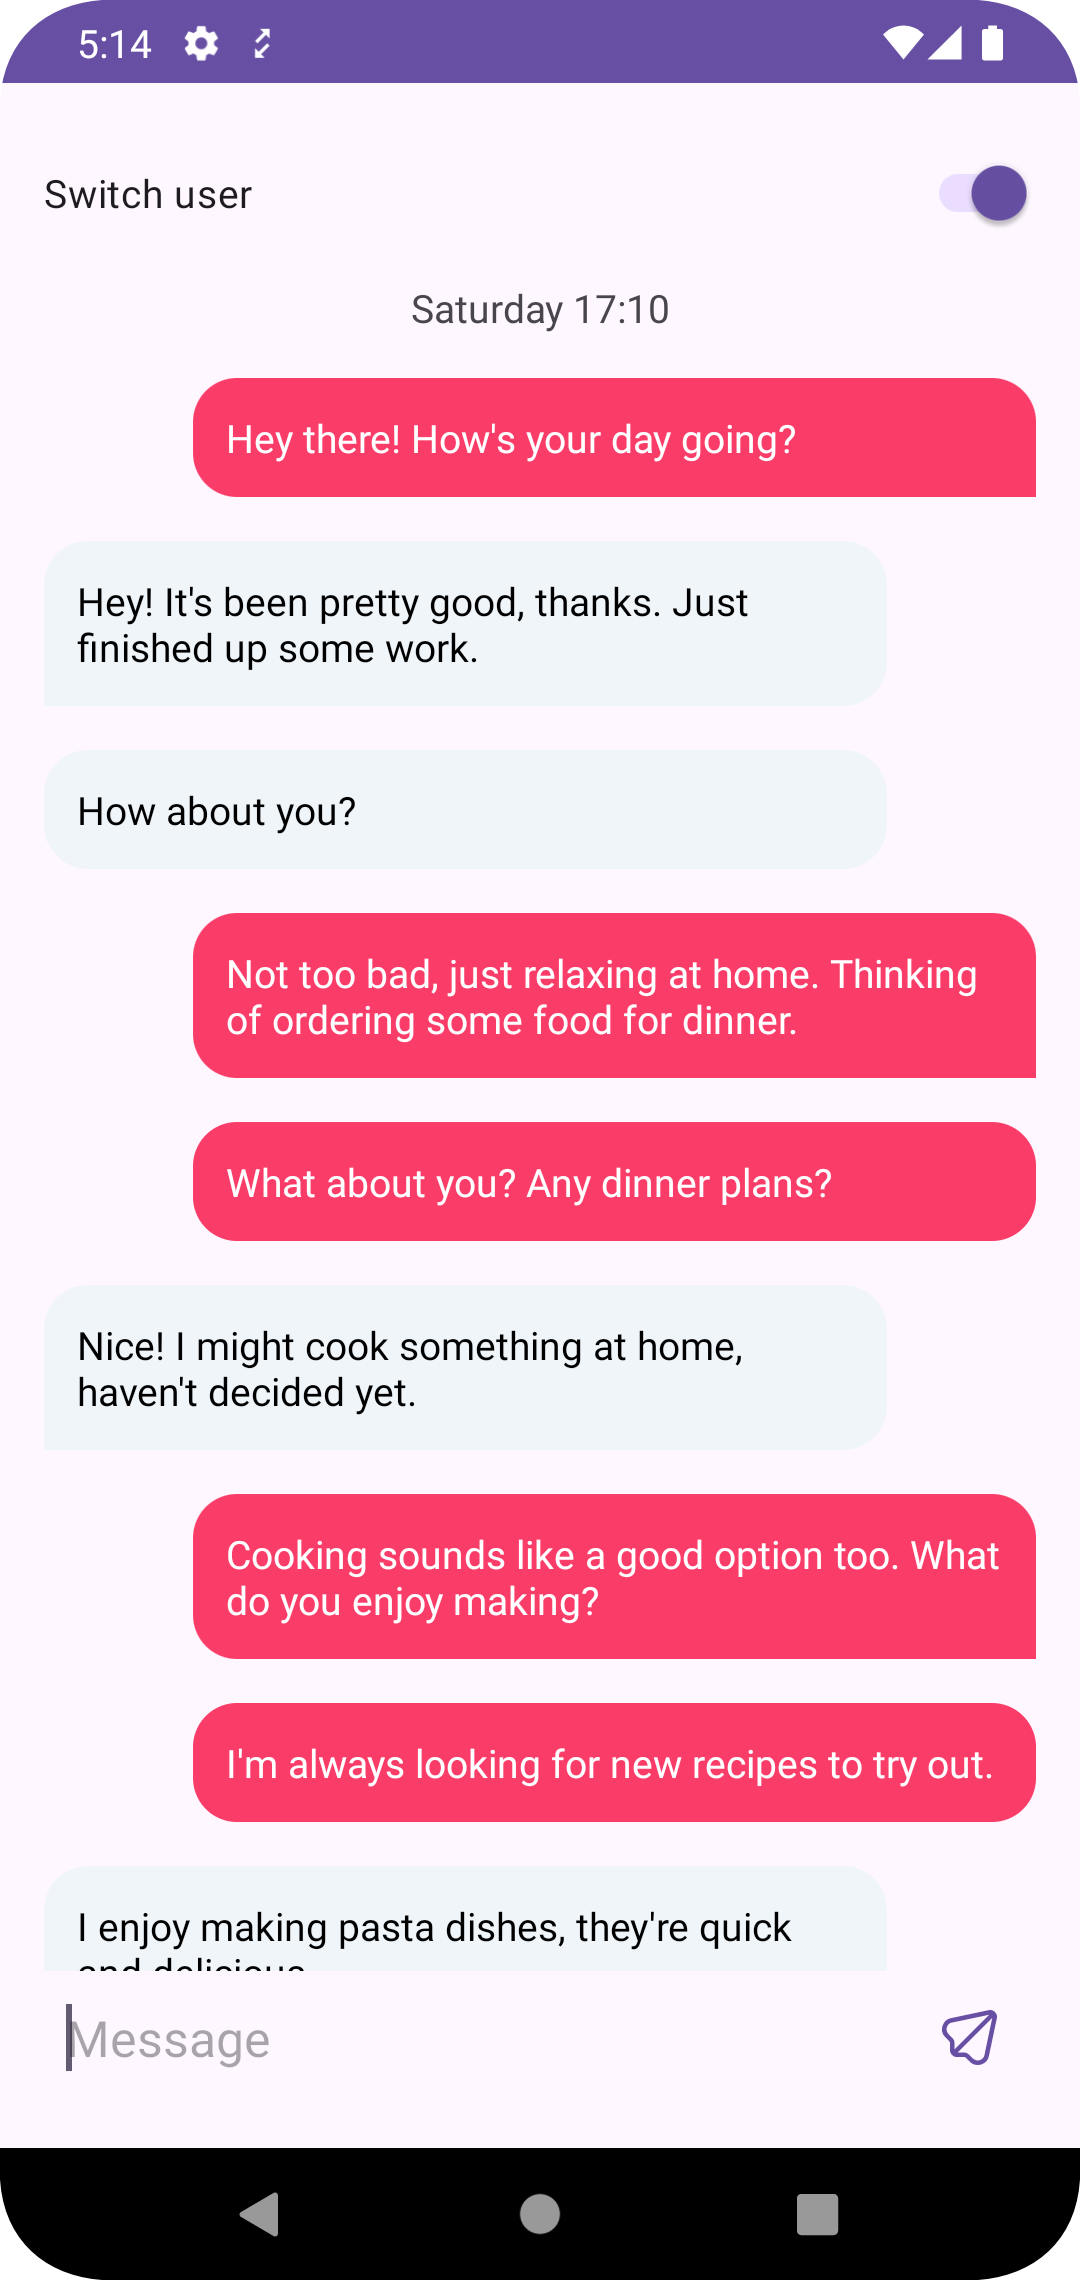 5:14
Switch user
Saturday 17:10
Hey there! How's your day going?
Hey! It's been pretty good, thanks. Just
finished up some work.
How about you?
Not too bad, just relaxing at home. Thinking
of ordering some food for dinner.
What about you? Any dinner plans?
Nice! I might cook something at home,
haven't decided yet.
Cooking sounds like a good option too. What
do you enjoy making?
I'm always looking for new recipes to try out.
I enjoy making pasta dishes, they're quick
and delicious
Message